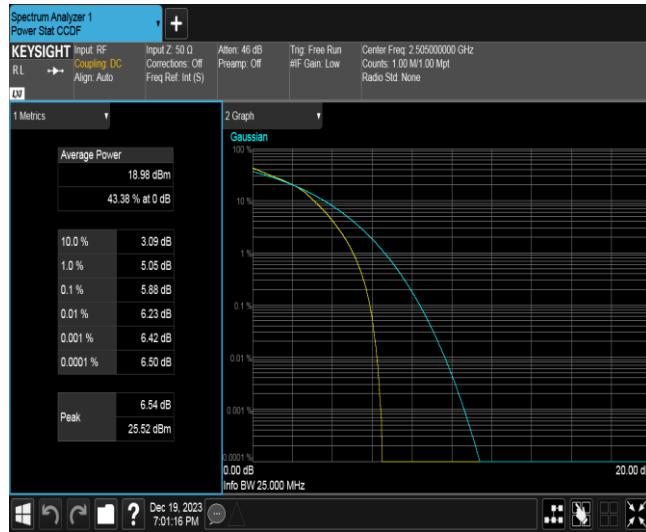 Spectrum Analyzer 1
Power Stat CCDF
+
KEYSIGHT
RL
LXI
Input: RF
Coupling: DC
Align: Auto
Input Z: 50 Ω
Corrections: Off
Freq Ref: Int (S)
Atten: 46 dB
Preamp: Off
Trig: Free Run
#IF Gain: Low
Center Freq: 2.505000000 GHz
Counts: 1.00 M/1.00 Mpt
Radio Std: None
1 Metrics
Average Power
18.98 dBm
43.38 % at 0 dB
10.0 % 3.09 dB
1.0 % 5.05 dB
0.1 % 5.88 dB
0.01 % 6.23 dB
0.001 % 6.42 dB
0.0001 % 6.50 dB
Peak
6.54 dB
25.52 dBm
2 Graph
Gaussian
100 %
10 %
1 %
0.1 %
0.01 %
0.001 %
0.0001 %
0.00 dB
20.00 d
Info BW 25.000 MHz
?
Dec 19, 2023
7:01:16 PM